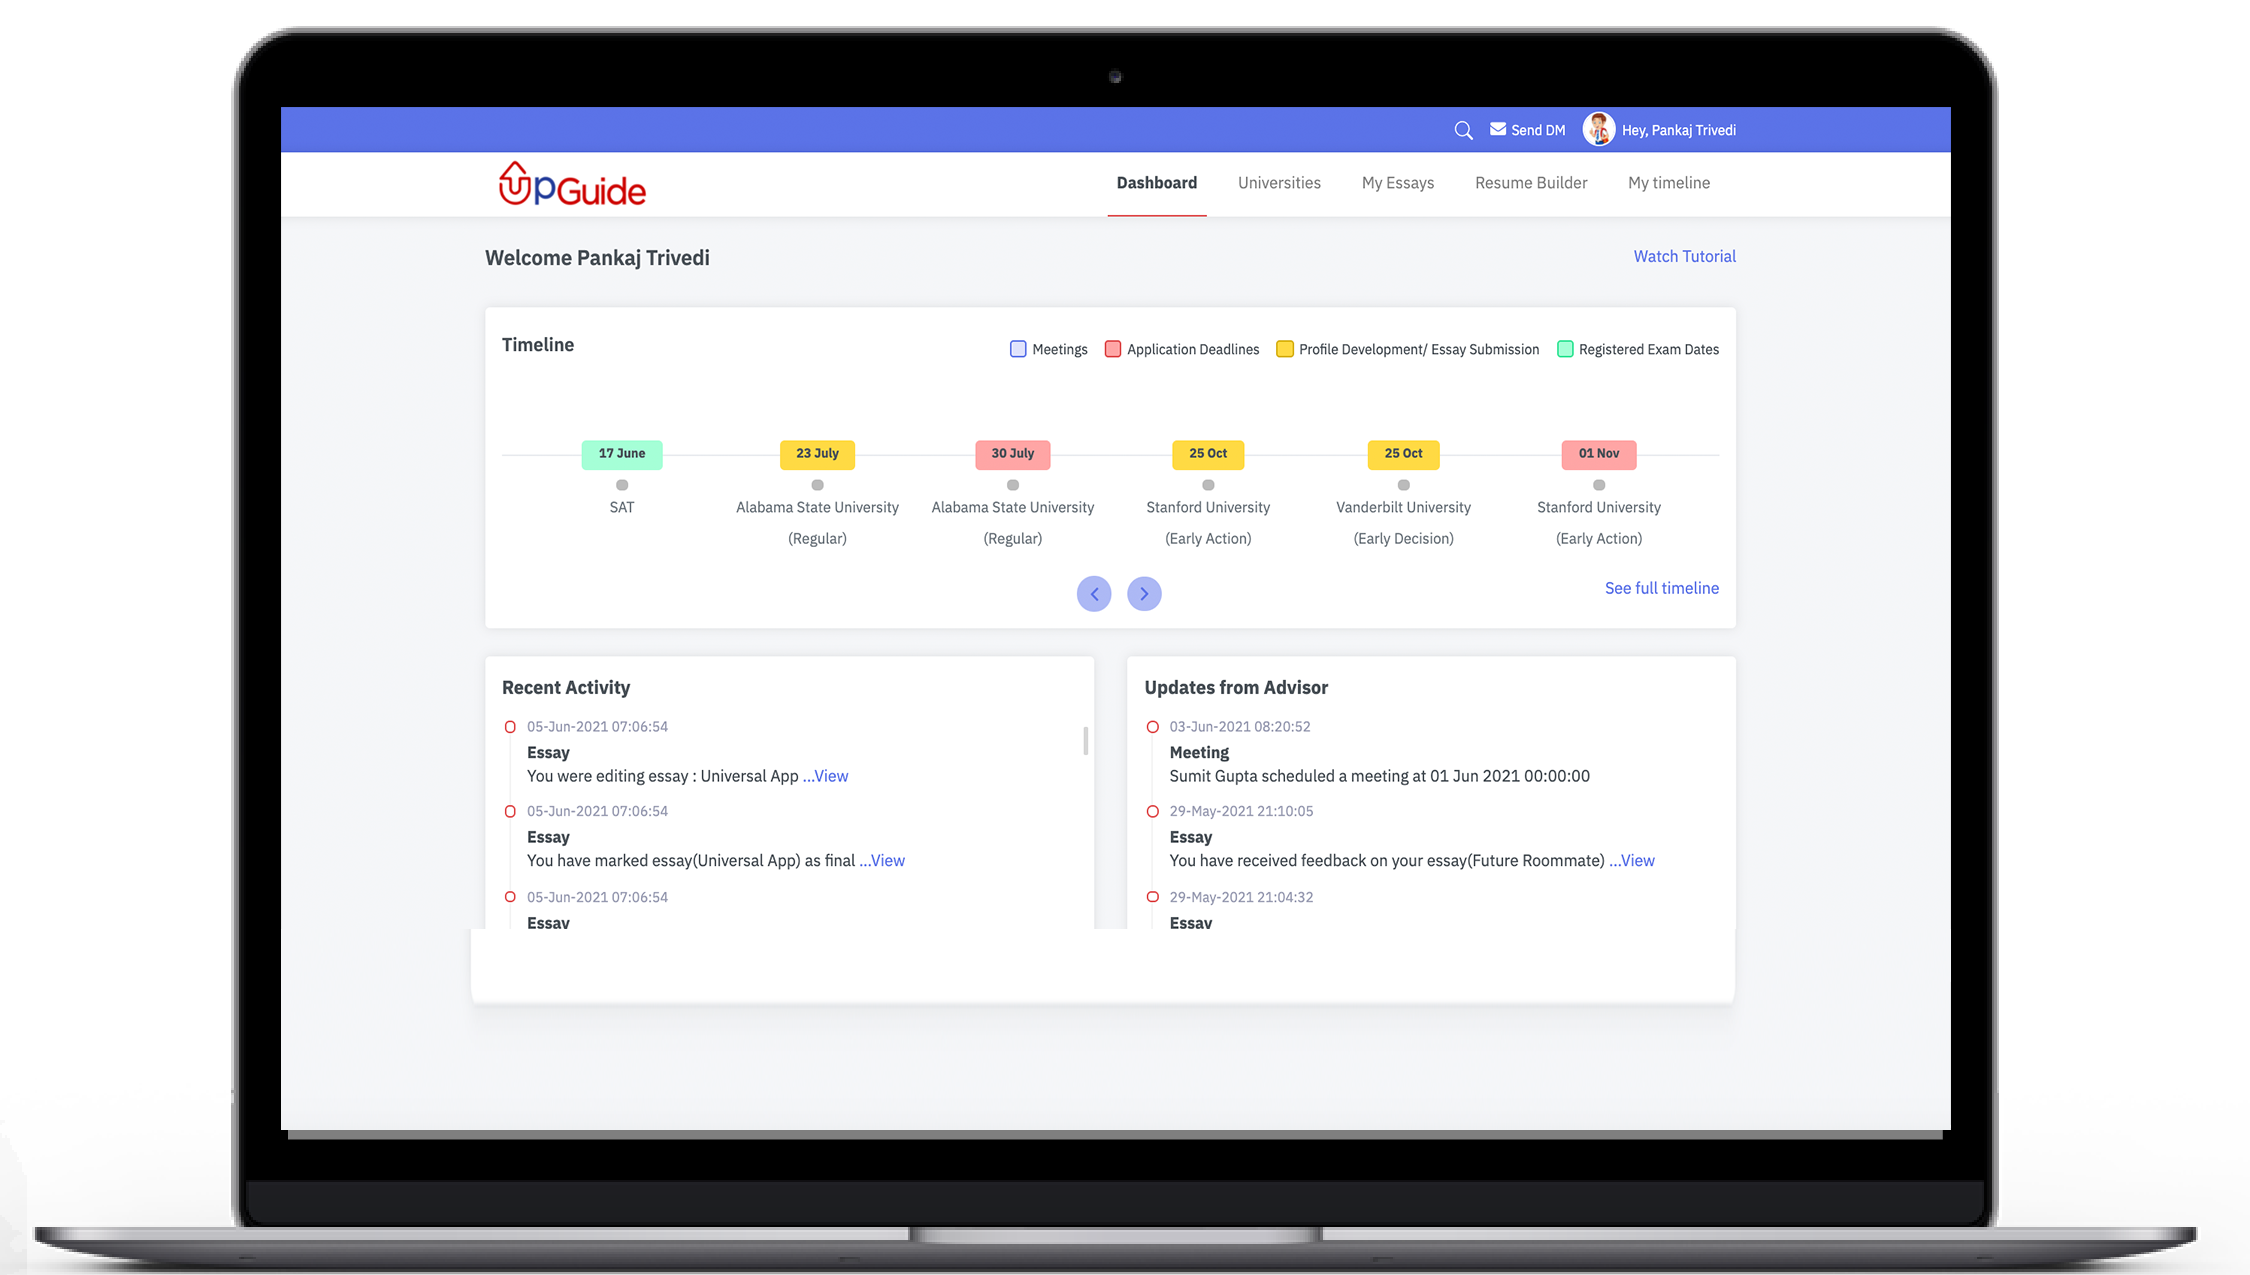 Send DM
Hey, Pankaj Trivedi
UpGuide
Dashboard
Universities
My Essays
Resume Builder
My timeline
Welcome Pankaj Trivedi
Watch Tutorial
Timeline
Meetings
Application Deadlines
Profile Development/ Essay Submission
Registered Exam Dates
17 June
SAT
23 July
Alabama State University
(Regular)
30 July
Alabama State University
(Regular)
25 Oct
Stanford University
(Early Action)
25 Oct
Vanderbilt University
(Early Decision)
01 Nov
Stanford University
(Early Action)
See full timeline
Recent Activity
05-Jun-2021 07:06:54
Essay
You were editing essay : Universal App ...View
05-Jun-2021 07:06:54
Essay
You have marked essay(Universal App) as final ...View
05-Jun-2021 07:06:54
Essay
Updates from Advisor
03-Jun-2021 08:20:52
Meeting
Sumit Gupta scheduled a meeting at 01 Jun 2021 00:00:00
29-May-2021 21:10:05
Essay
You have received feedback on your essay(Future Roommate) ...View
29-May-2021 21:04:32
Essay